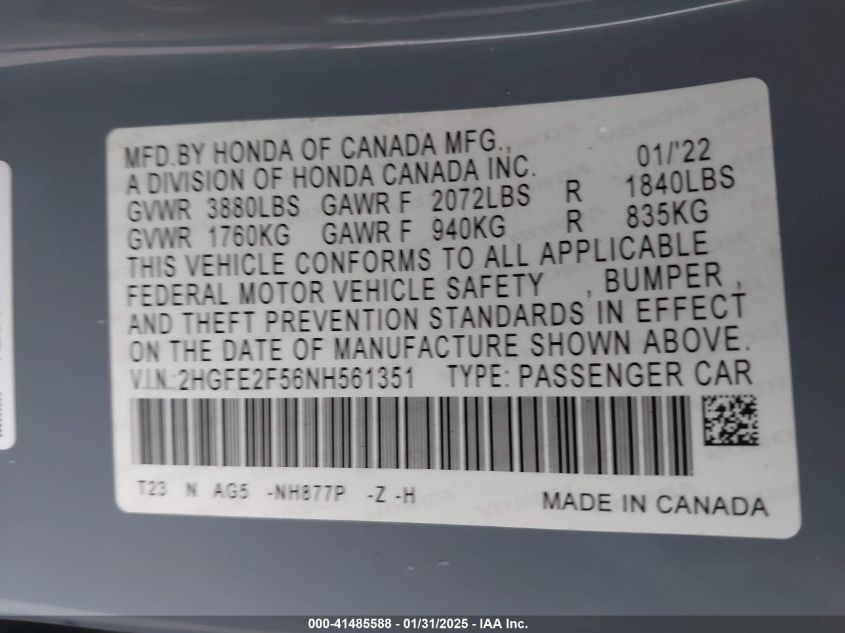 MFD.BY HONDA OF CANADA MFG., 01/'22
A DIVISION OF HONDA CANADA INC.
GVWR 3880LBS GAWR F 2072LBS R 1840LBS
GVWR 1760KG GAWR F 940KG R 835KG
THIS VEHICLE CONFORMS TO ALL APPLICABLE
FEDERAL MOTOR VEHICLE SAFETY , BUMPER ,
AND THEFT PREVENTION STANDARDS IN EFFECT
ON THE DATE OF MANUFACTURE SHOWN ABOVE.
V.I.N.:2HGFE2F56NH561351 TYPE: PASSENGER CAR
T23 N AG5 -NH877P -Z -H
MADE IN CANADA
000-41485588 - 01/31/2025 - IAA Inc.